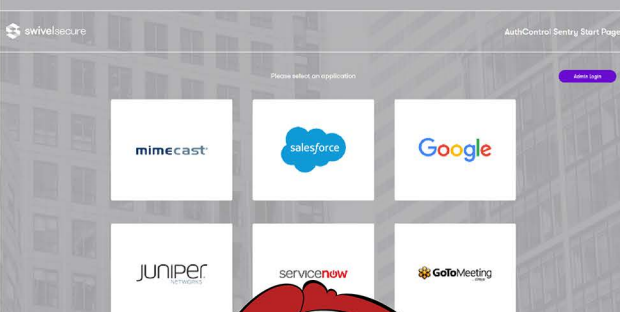 swivelsecure
AuthControl Sentry Start Page
Please select an application
Admin Login
mimecast
salesforce
Google
JUNIPER
NETWORKS
servicenow
GoToMeeting